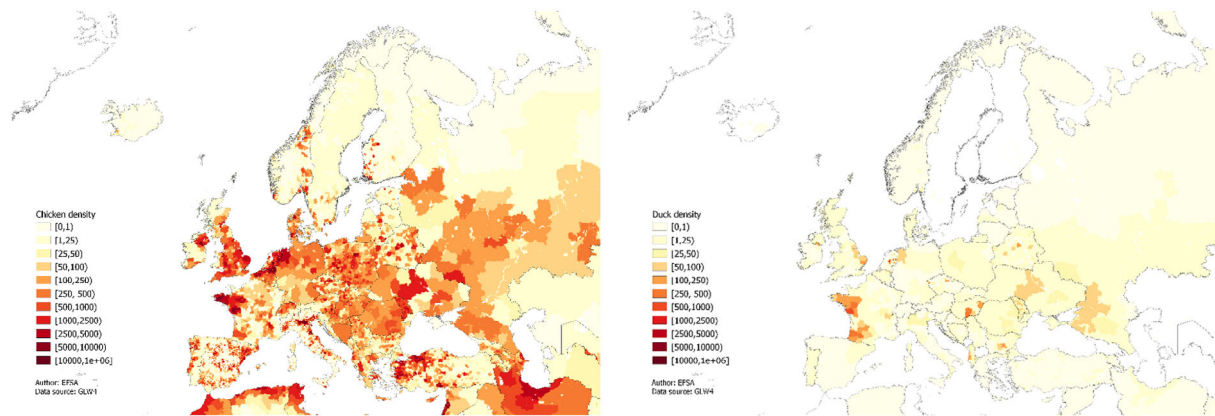 Chicken density
[0,1)
[1,25)
[25,50)
[50,100)
[100,250)
[250, 500)
[500,1000)
[1000,2500)
[2500,5000)
[5000,10000)
[10000,1e+06]
Author: EFSA
Data source: GLW4
Duck density
[0,1)
[1,25)
[25,50)
[50,100)
[100,250)
[250, 500)
[500,1000)
[1000,2500)
[2500,5000)
[5000,10000)
[10000,1e+06]
Author: EFSA
Data source: GLW4